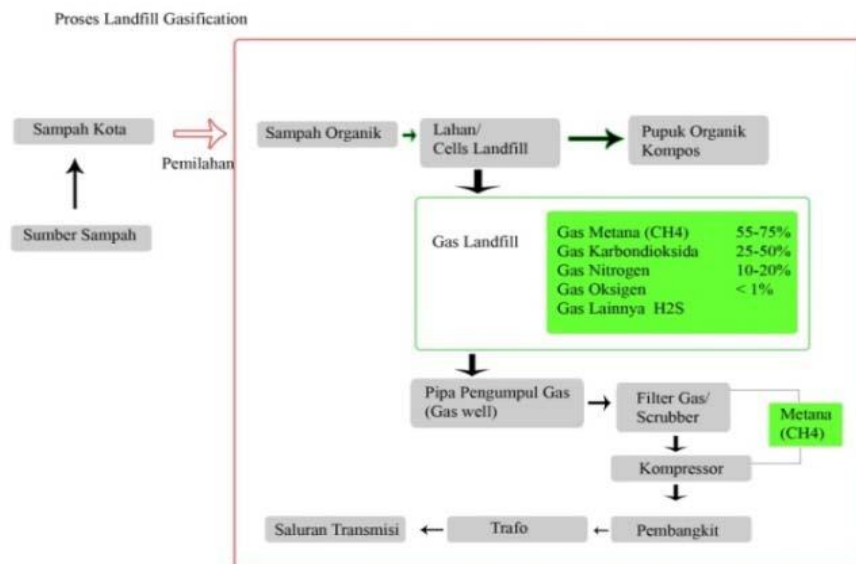 Proses Landfill Gasification
Sampah Kota
Pemilahan
Sumber Sampah
Sampah Organik
Lahan/
Cells Landfill
Pupuk Organik
Kompos
Gas Landfill
Gas Metana (CH4) 55-75%
Gas Karbondioksida 25-50%
Gas Nitrogen 10-20%
Gas Oksigen < 1%
Gas Lainnya H2S
Pipa Pengumpul Gas
(Gas well)
Filter Gas/
Scrubber
Metana
(CH4)
Kompressor
Saluran Transmisi
Trafo
Pembangkit